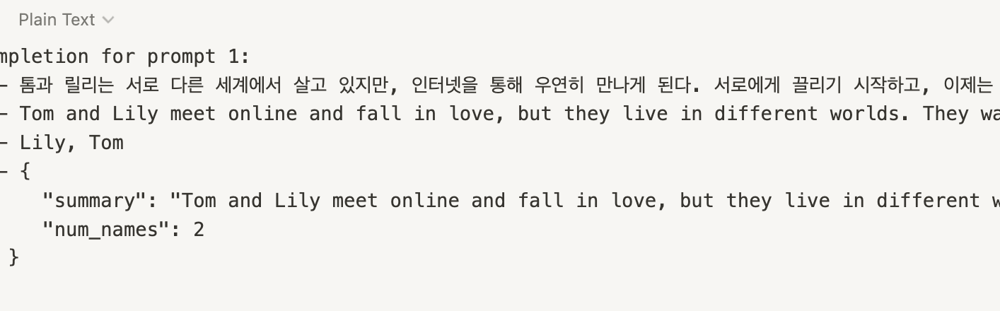 Plain Text
mpletion for prompt 1:
- 톰과 릴리는 서로 다른 세계에서 살고 있지만, 인터넷을 통해 우연히 만나게 된다. 서로에게 끌리기 시작하고, 이제는
- Tom and Lily meet online and fall in love, but they live in different worlds. They wa
- Lily, Tom
- {
"summary": "Tom and Lily meet online and fall in love, but they live in different w
"num_names": 2
}